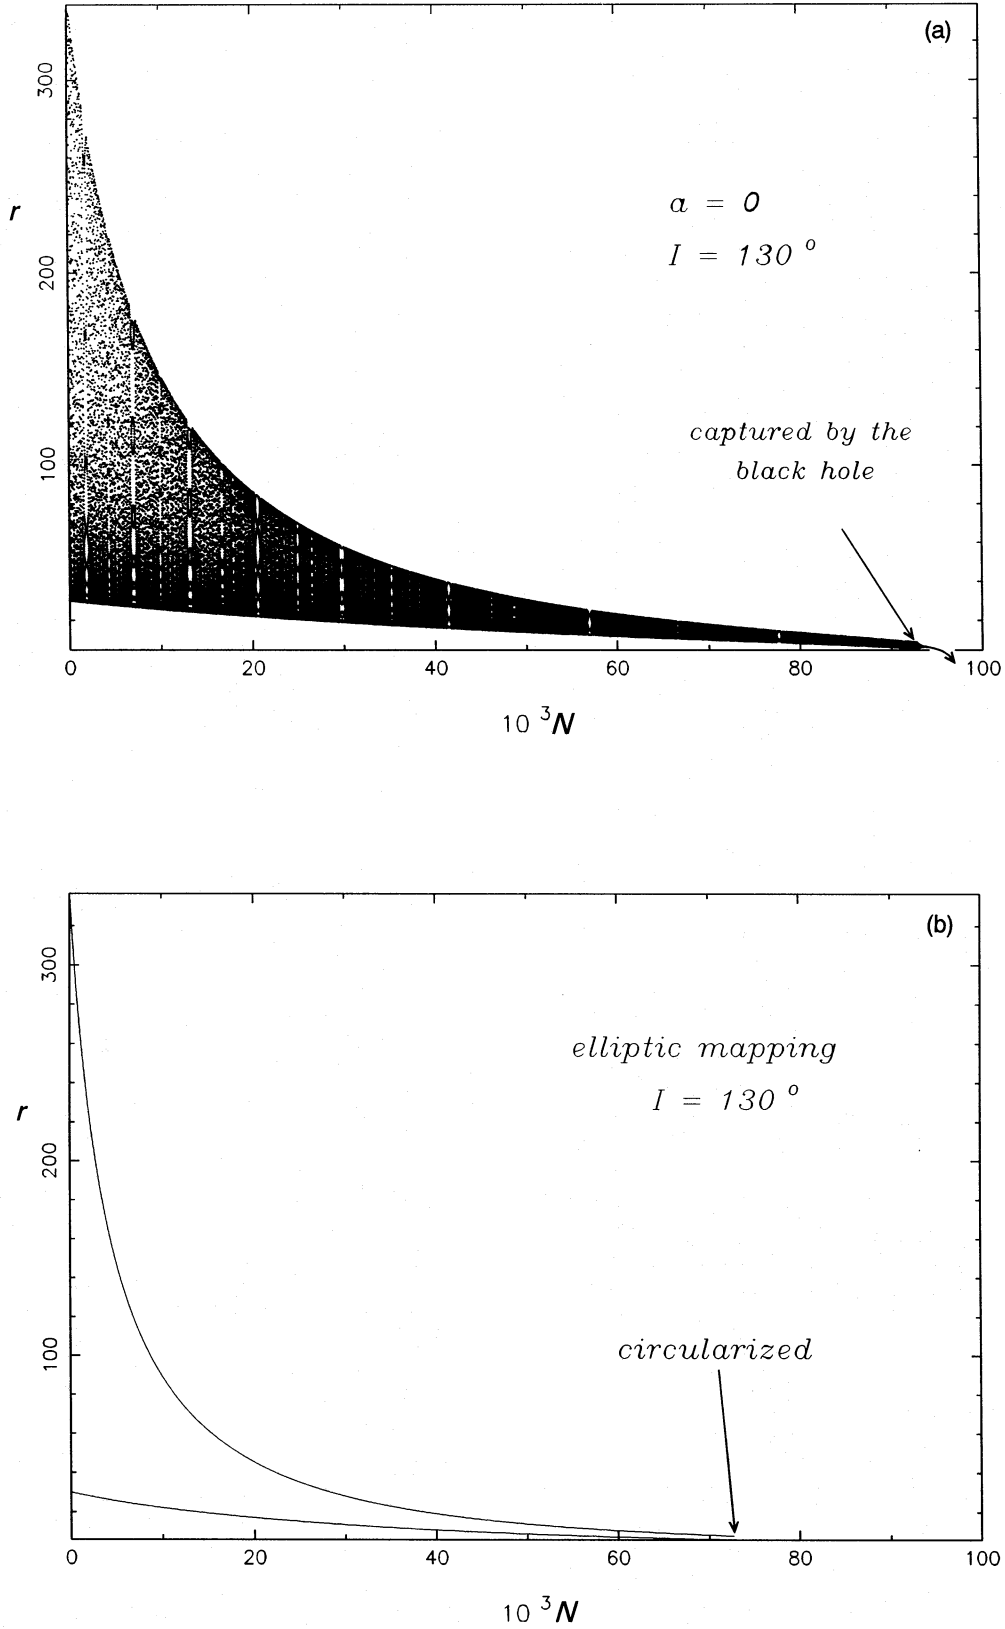 (a)
300
200
100
r
a = 0
I = 130 °
captured by the
black hole
0 20 40 60 80 100
10 ³N
(b)
300
200
100
r
elliptic mapping
I = 130 °
circularized
0 20 40 60 80 100
10 ³N